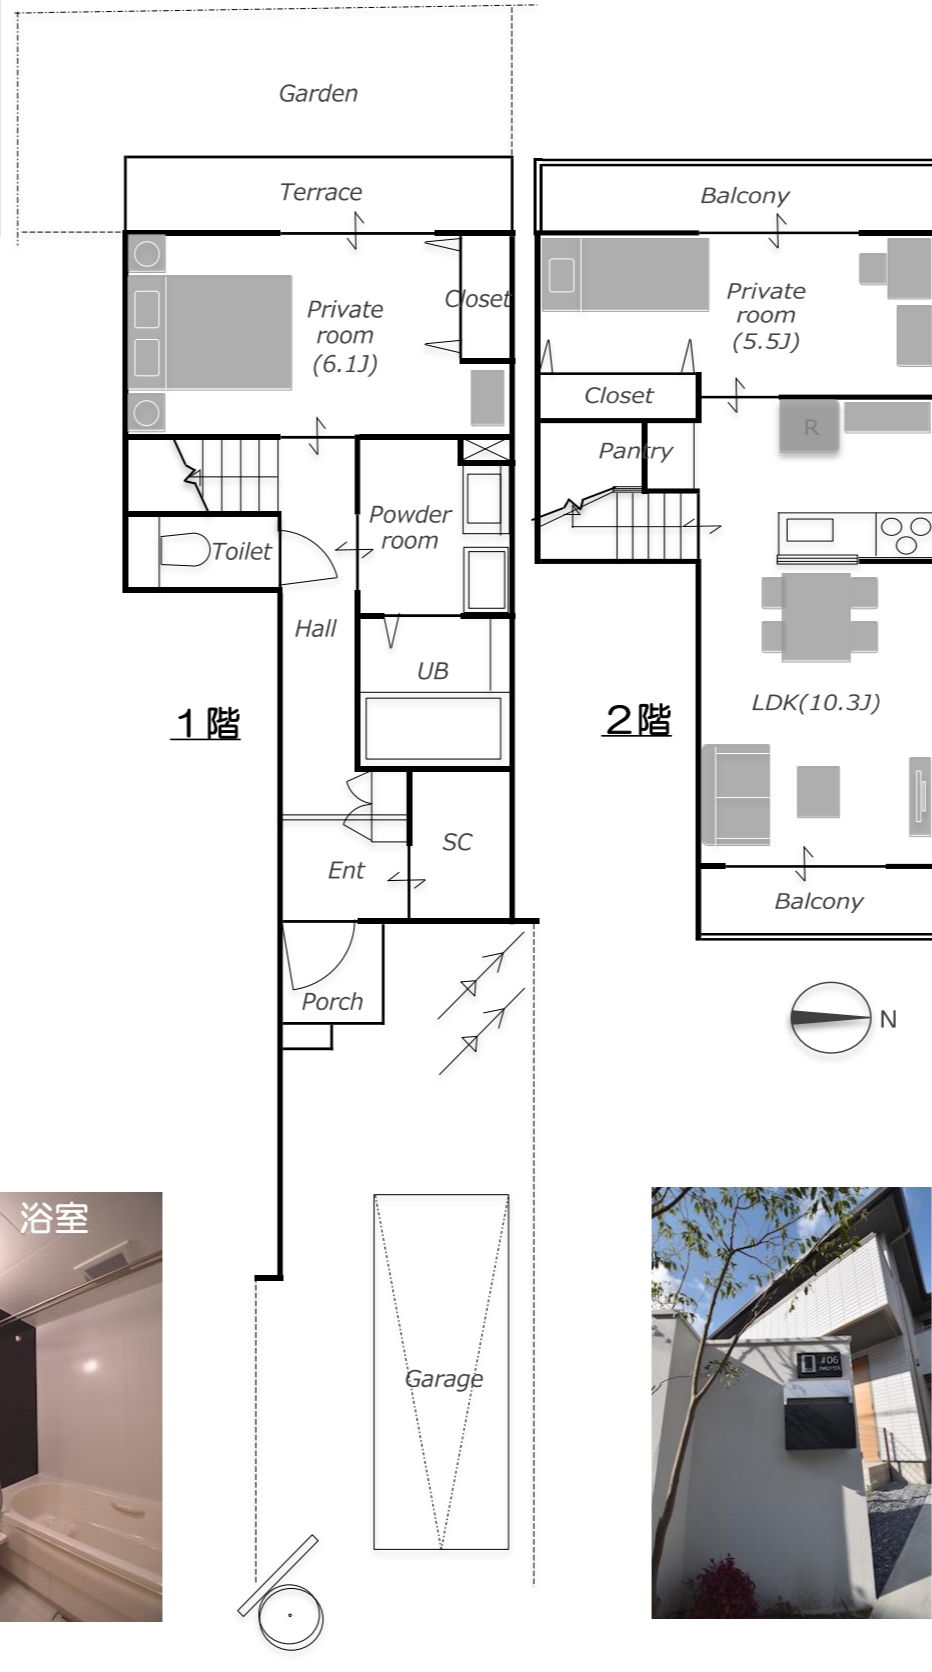 Garden
Terrace
Private
room
(6.1J)
Closet
Powder
room
Toilet
Hall
UB
1階
SC
Ent
Porch
Garage
Balcony
Private
room
(5.5J)
Closet
R
Pantry
2階
LDK(10.3J)
Balcony
N
浴室
#06